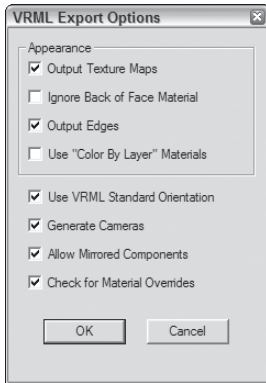 VRML Export Options
Appearance
Output Texture Maps
Ignore Back of Face Material
Output Edges
Use "Color By Layer" Materials
Use VRML Standard Orientation
Generate Cameras
Allow Mirrored Components
Check for Material Overrides
OK Cancel